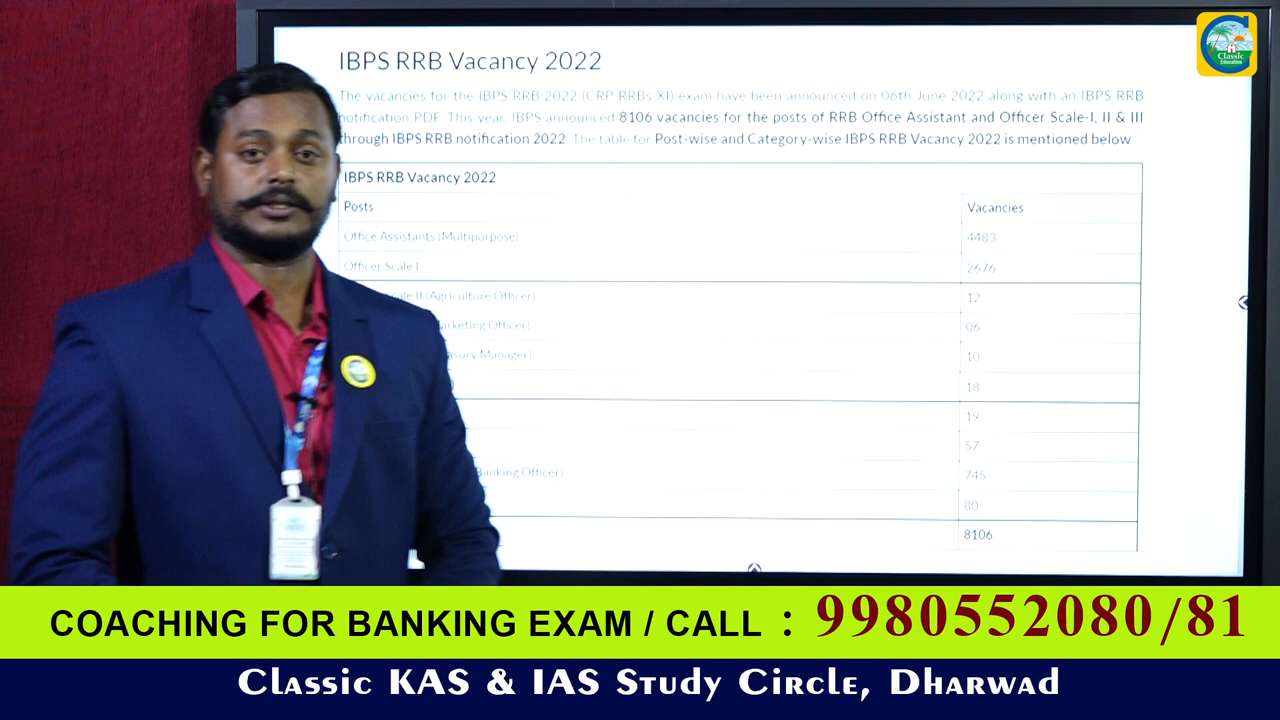 Classic
Education
IBPS RRB Vacancy 2022
The vacancies for the IBPS RRB 2022 (CRP RRBs XI) exam have been announced on 06th June 2022 along with an IBPS RRB
notification PDF. This year, IBPS announced 8106 vacancies for the posts of RRB Office Assistant and Officer Scale-I, II & III
through IBPS RRB notification 2022. The table for Post-wise and Category-wise IBPS RRB Vacancy 2022 is mentioned below.
IBPS RRB Vacancy 2022
Posts Vacancies
Office Assistants (Multipurpose) 4483
Officer Scale I 2676
II (Agriculture Officer) 12
Officer) 06
Manager) 10
18
19
57
Banking Officer) 745
80
8106
COACHING FOR BANKING EXAM / CALL : 9980552080/81
Classic KAS & IAS Study Circle, Dharwad